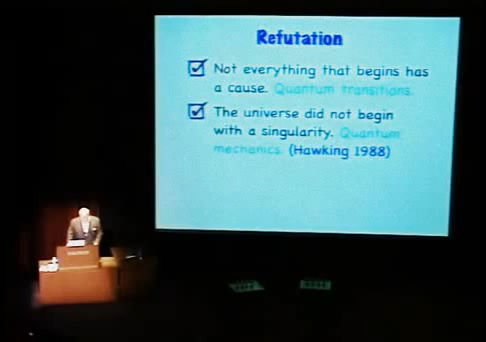 Refutation
Not everything that begins has
a cause. Quantum transitions.
The universe did not begin
with a singularity. Quantum
mechanics. (Hawking 1988)